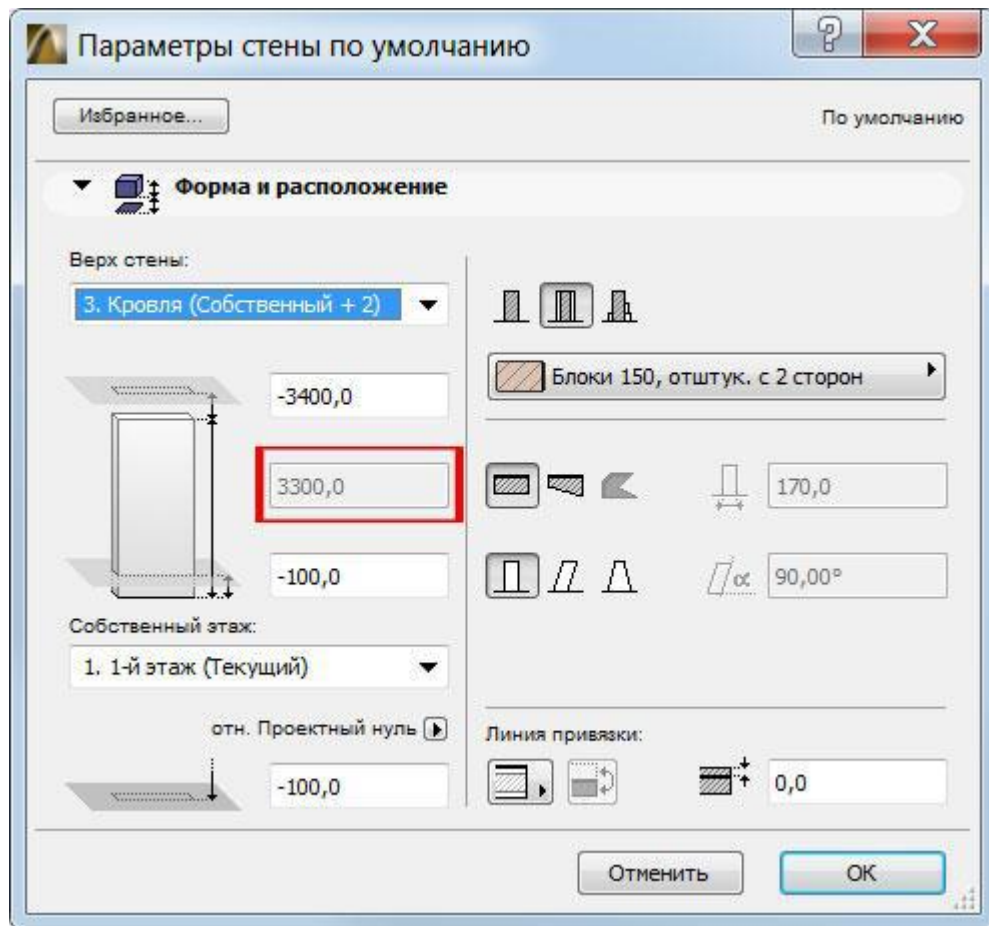 Параметры стены по умолчанию
Избранное...
По умолчанию
Форма и расположение
Верх стены:
3. Кровля (Собственный + 2)
-3400,0
3300,0
-100,0
Собственный этаж:
1. 1-й этаж (Текущий)
отн. Проектный нуль
-100,0
Блоки 150, отштук. с 2 сторон
170,0
α 90,00°
Линия привязки:
0,0
Отменить
OK